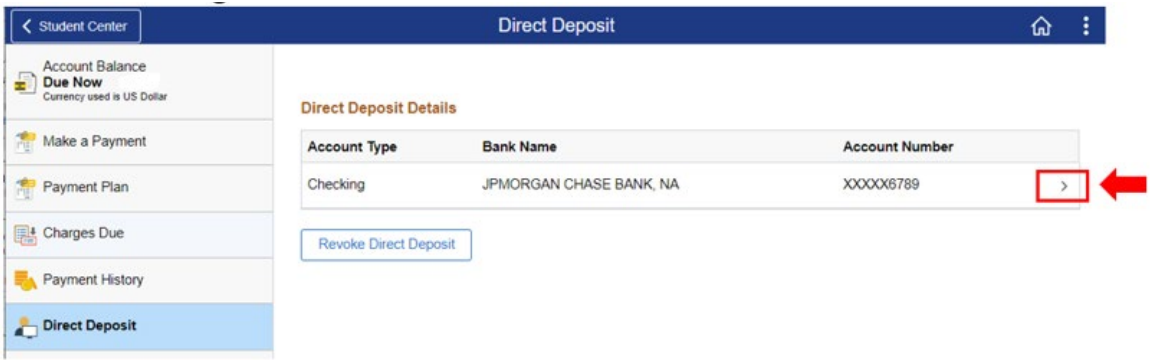 Student Center
Direct Deposit
Account Balance
Due Now
Currency used is US Dollar
Make a Payment
Payment Plan
Charges Due
Payment History
Direct Deposit
Direct Deposit Details
Account Type Bank Name Account Number
Checking JPMORGAN CHASE BANK, NA XXXXX6789
Revoke Direct Deposit